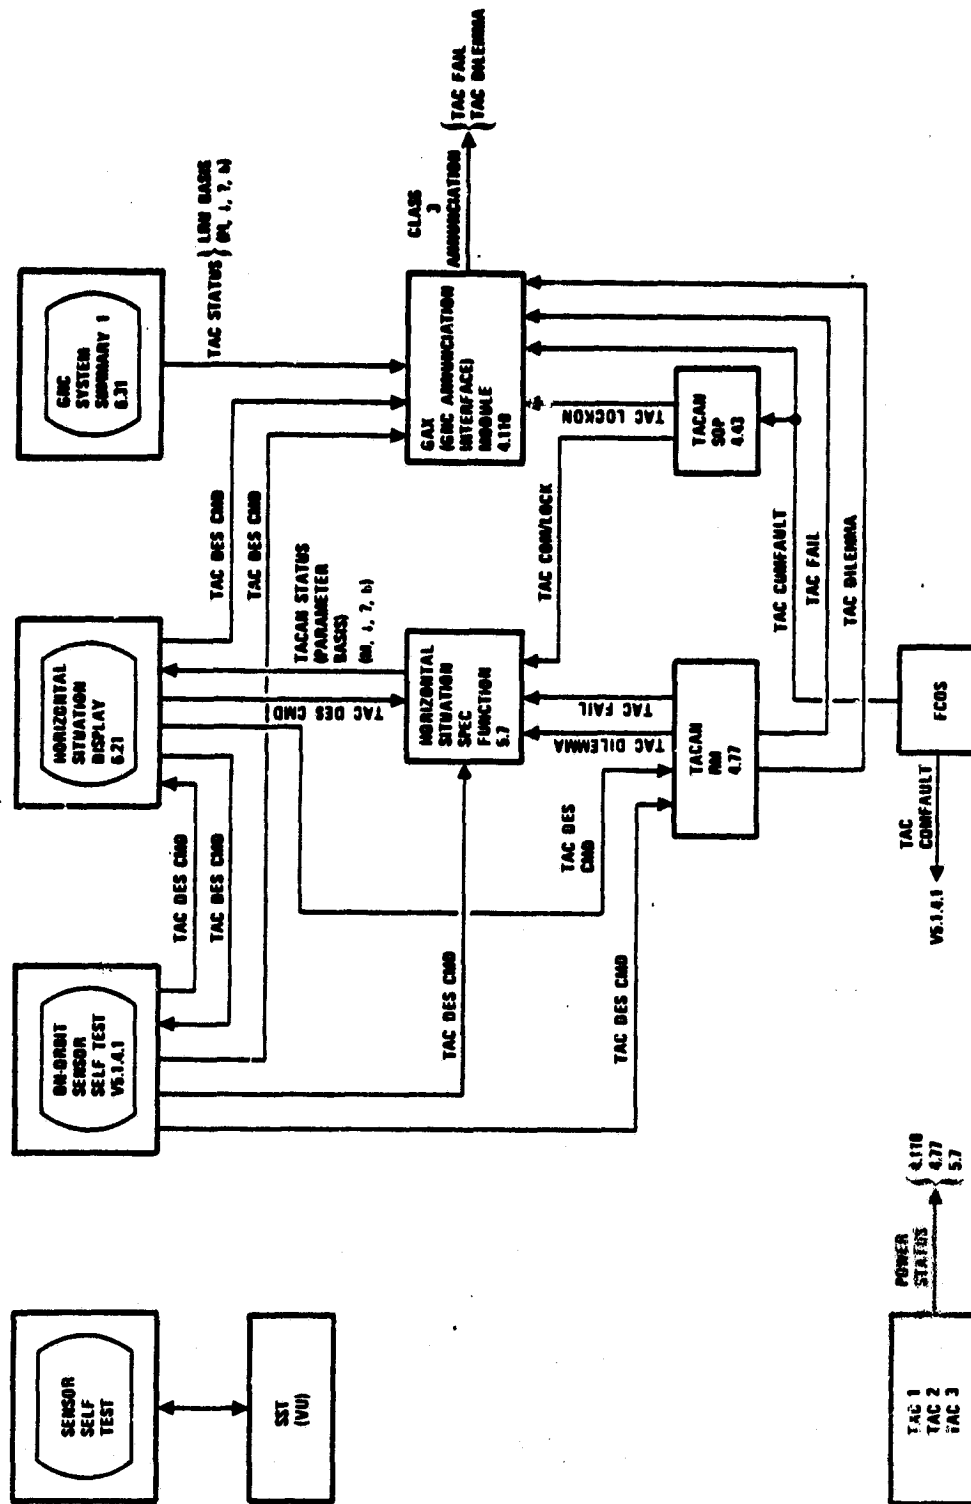 SENSOR
SELF
TEST
SST
(VU)
TAC 1
TAC 2
TAC 3
POWER
STATUS
4.110
4.77
5.7
ON-ORBIT
SENSOR
SELF TEST
V5.1.4.1
TAC DES CMD
TAC DES CMD
TAC DES CMD
TAC DES CMD
HORIZONTAL
SITUATION
DISPLAY
6.21
TAC DES CMD
TAC DES CMD
TAC DES CMD
TACAN STATUS
(PARAMETER
BASIS)
(M, ↓, ?, b)
TAC DES
CMD
HORIZONTAL
SITUATION
SPEC
FUNCTION
5.7
TAC DILEMMA
TAC FAIL
TACAN
RM
4.77
TAC COM/LOCK
GNC
SYSTEM
SUMMARY 1
6.31
TAC STATUS
LRU BASIS
(M, ↓, ?, b)
GAX
(GNC ANNUNCIATION
INTERFACE)
MODULE
4.110
CLASS
3
ANNUNCIATION
TAC FAIL
TAC DILEMMA
TAC LOCKON
TACAN
SOP
4.43
TAC COMFAULT
TAC FAIL
TAC DILEMMA
FCOS
TAC
COMFAULT
V5.1.4.1